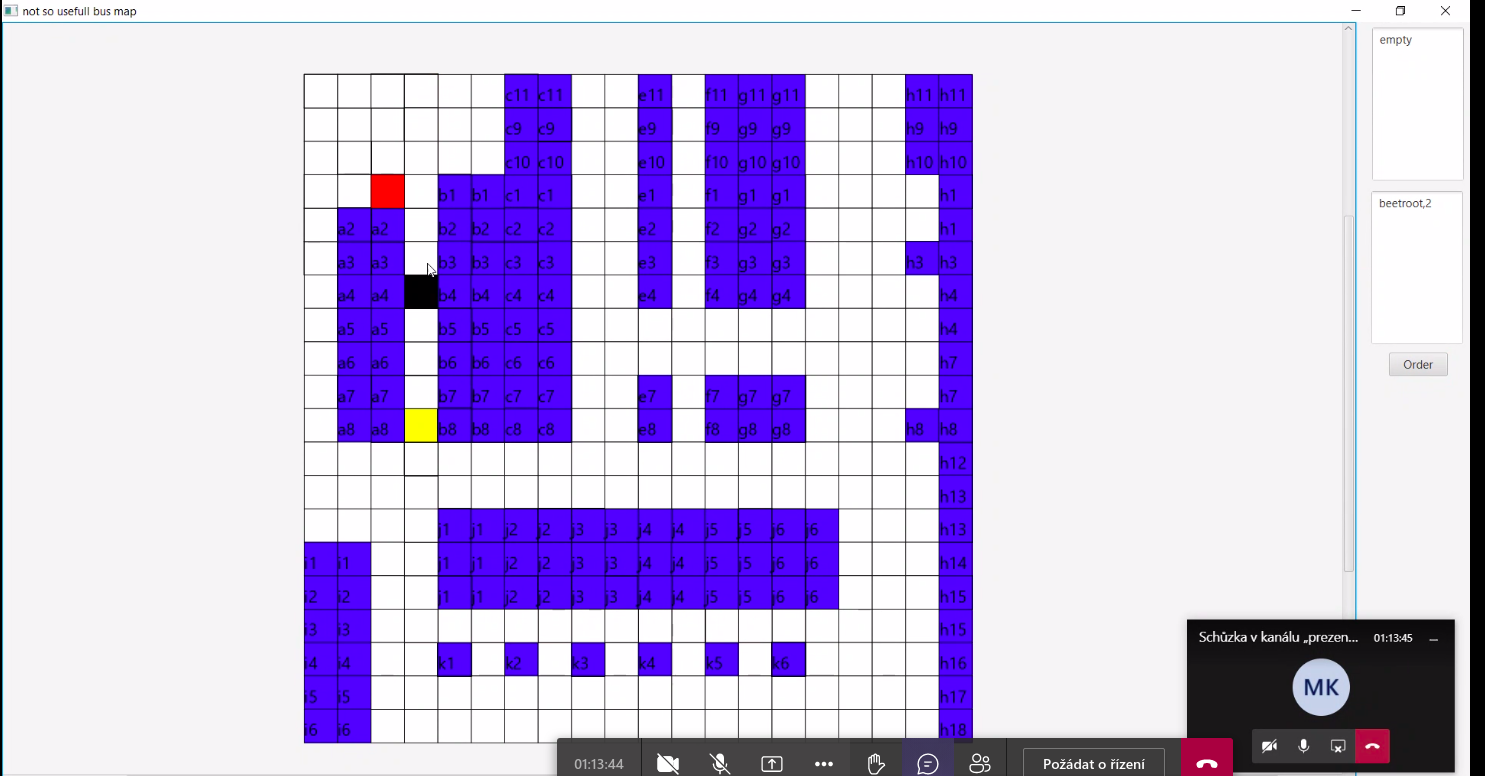 not so usefull bus map
empty
c11 c11 e11 f11 g11 g11 h11 h11
c9 c9 e9 f9 g9 g9 h9 h9
c10 c10 e10 f10 g10 g10 h10 h10
b1 b1 c1 c1 e1 f1 g1 g1 h1
beetroot,2
a2 a2 b2 b2 c2 c2 e2 f2 g2 g2 h1
a3 a3 b3 b3 c3 c3 e3 f3 g3 g3 h3 h3
a4 a4 b4 b4 c4 c4 e4 f4 g4 g4 h4
a5 a5 b5 b5 c5 c5 h4
a6 a6 b6 b6 c6 c6 h7
Order
a7 a7 b7 b7 c7 c7 e7 f7 g7 g7 h7
a8 a8 b8 b8 c8 c8 e8 f8 g8 g8 h8 h8
h12
h13
j1 j1 j2 j2 j3 j3 j4 j4 j5 j5 j6 j6 h13
i1 i1 j1 j1 j2 j2 j3 j3 j4 j4 j5 j5 j6 j6 h14
i2 i2 j1 j1 j2 j2 j3 j3 j4 j4 j5 j5 j6 j6 h15
i3 i3 h15
i4 i4 k1 k2 k3 k4 k5 k6 h16
i5 i5 h17
i6 i6 h18
Schůzka v kanálu „prezen... 01:13:45
MK
01:13:44 Požádat o řízení